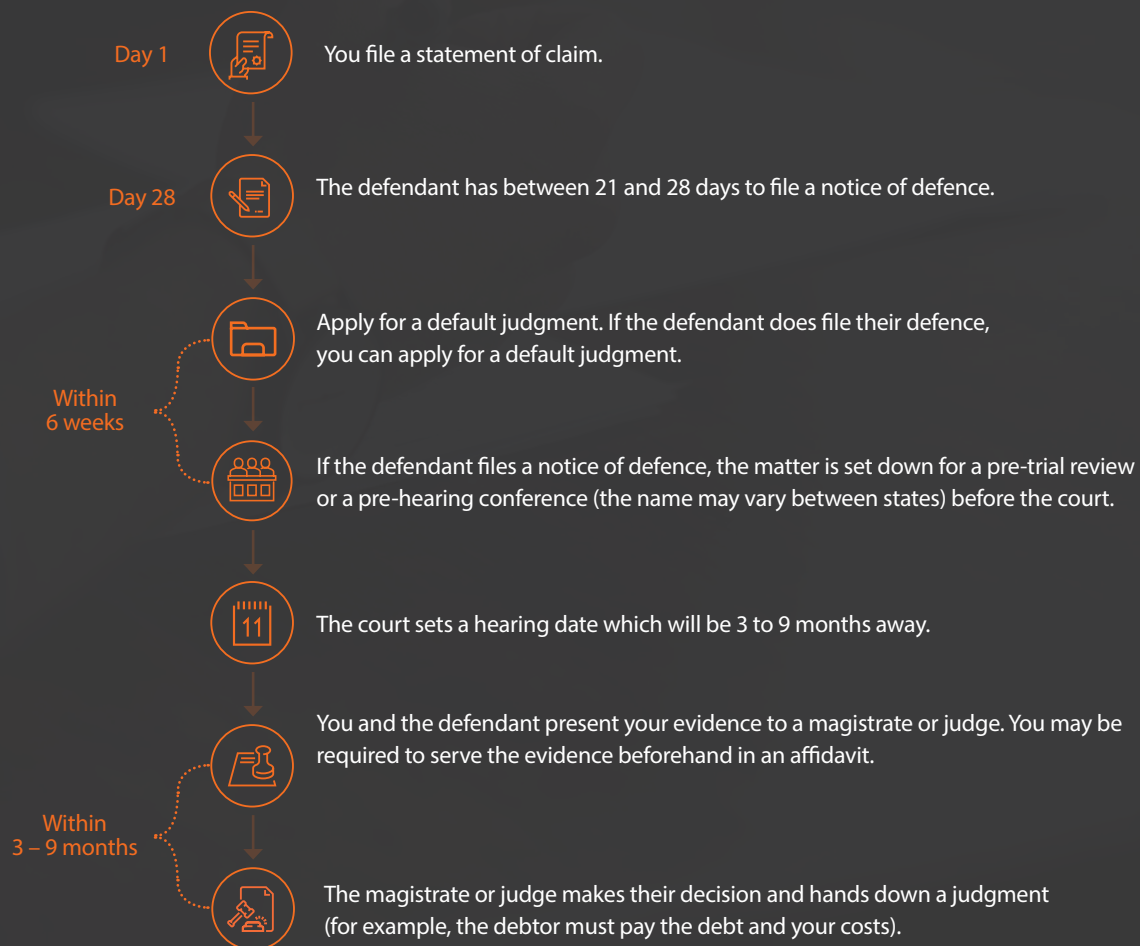 Day 1
You file a statement of claim.
Day 28
The defendant has between 21 and 28 days to file a notice of defence.
Apply for a default judgment. If the defendant does file their defence,
you can apply for a default judgment.
Within
6 weeks
If the defendant files a notice of defence, the matter is set down for a pre-trial review
or a pre-hearing conference (the name may vary between states) before the court.
11
The court sets a hearing date which will be 3 to 9 months away.
You and the defendant present your evidence to a magistrate or judge. You may be
required to serve the evidence beforehand in an affidavit.
Within
3 – 9 months
The magistrate or judge makes their decision and hands down a judgment
(for example, the debtor must pay the debt and your costs).